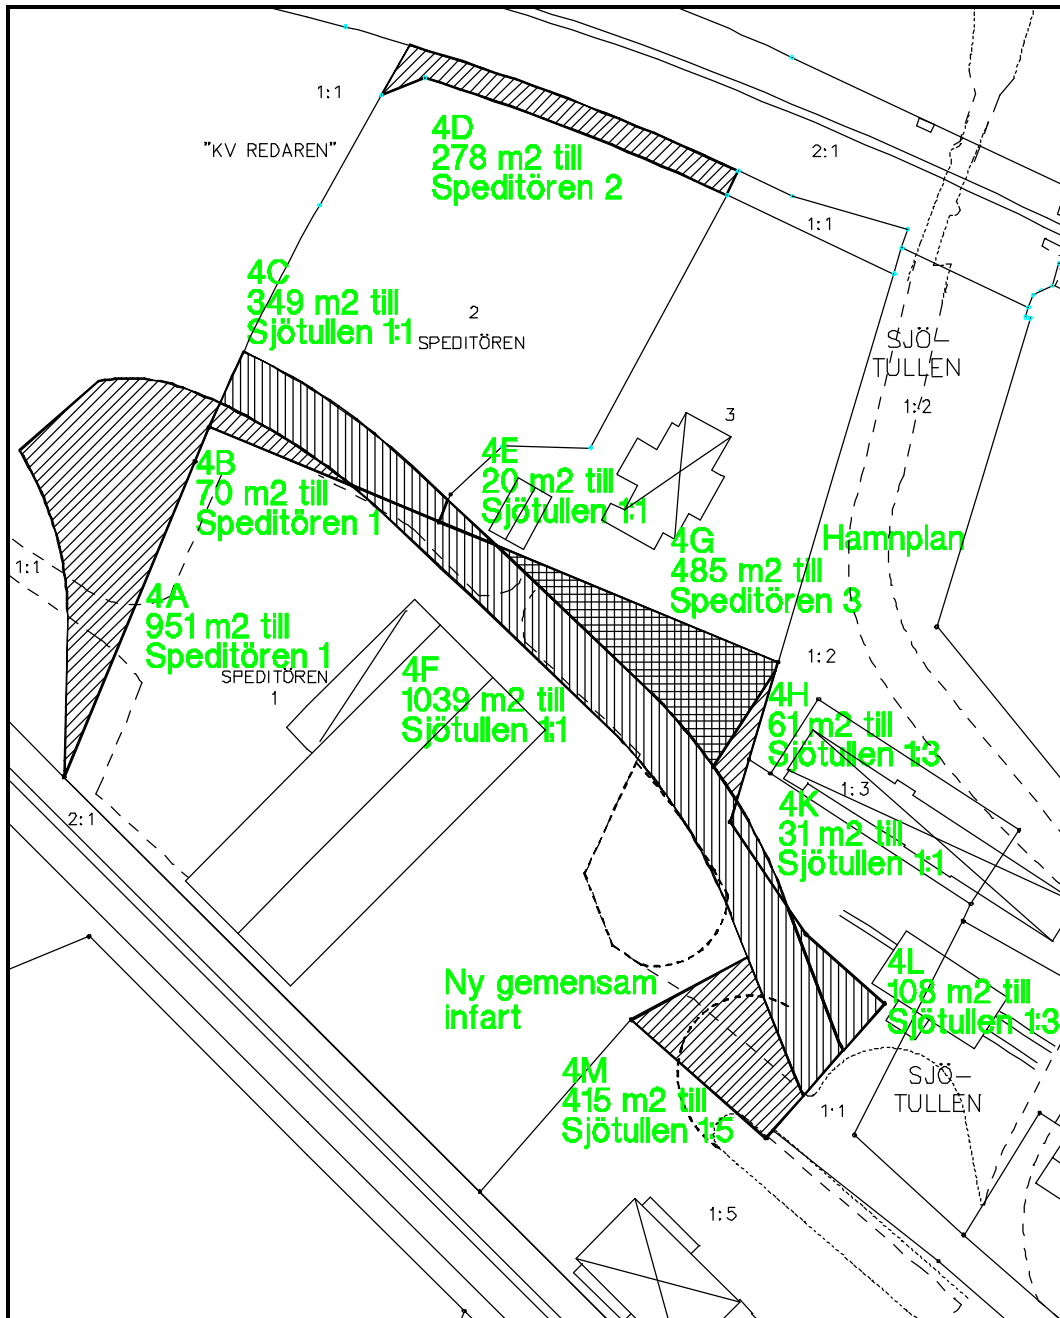 1:1
"KV REDAREN"
4D
278 m2 till
Speditören 2
2:1
1:1
4C
349 m2 till
Sjötullen 1:1
2
SPEDITÖREN
SJÖ-
TULLEN
1:2
3
4E
20 m2 till
Sjötullen 1:1
4B
70 m2 till
Speditören 1
4G
485 m2 till
Speditören 3
Hamnplan
1:1
4A
951 m2 till
Speditören 1
SPEDITÖREN
1
4F
1039 m2 till
Sjötullen 1:1
1:2
4H
61 m2 till
Sjötullen 1:3
1:3
4K
31 m2 till
Sjötullen 1:1
2:1
Ny gemensam
infart
4L
108 m2 till
Sjötullen 1:3
4M
415 m2 till
Sjötullen 1:5
SJÖ-
TULLEN
1:1
1:5